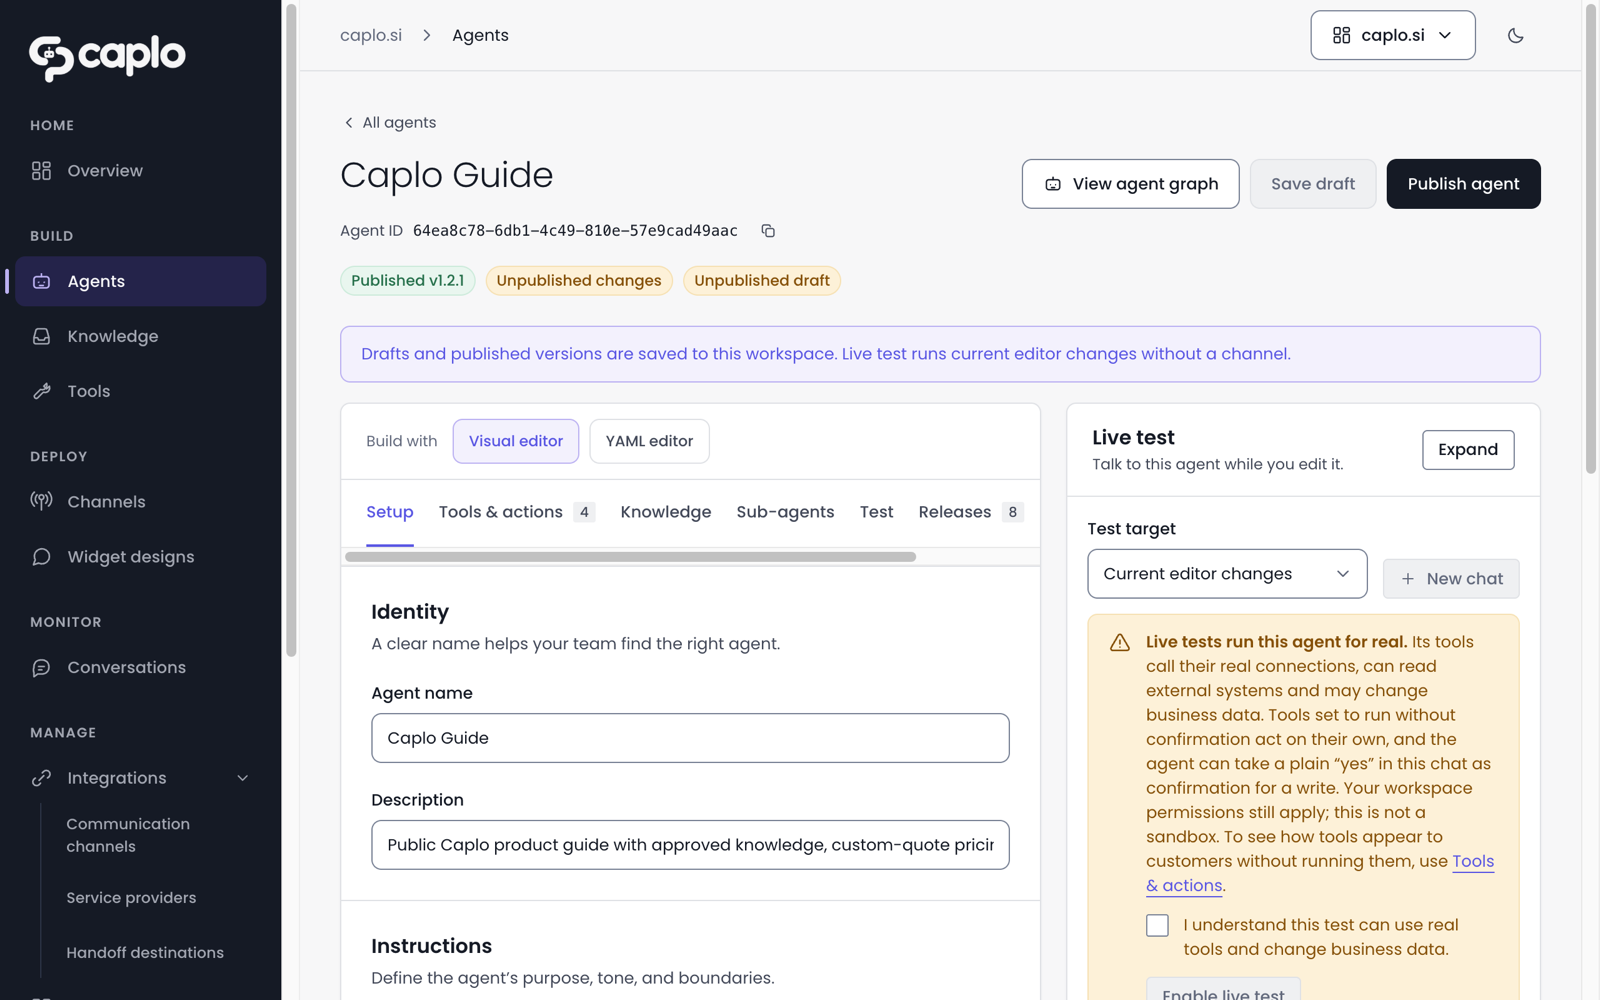 caplo
HOME
Overview
BUILD
Agents
Knowledge
Tools
DEPLOY
Channels
Widget designs
MONITOR
Conversations
MANAGE
Integrations
Communication
channels
Service providers
Handoff destinations
caplo.si > Agents
caplo.si
All agents
Caplo Guide
View agent graph
Save draft
Publish agent
Agent ID 64ea8c78-6db1-4c49-810e-57e9cad49aac
Published v1.2.1
Unpublished changes
Unpublished draft
Drafts and published versions are saved to this workspace. Live test runs current editor changes without a channel.
Build with
Visual editor
YAML editor
Setup
Tools & actions 4
Knowledge
Sub-agents
Test
Releases 8
Identity
A clear name helps your team find the right agent.
Agent name
Caplo Guide
Description
Public Caplo product guide with approved knowledge, custom-quote pricin
Instructions
Define the agent’s purpose, tone, and boundaries.
Live test
Talk to this agent while you edit it.
Expand
Test target
Current editor changes
+ New chat
Live tests run this agent for real. Its tools
call their real connections, can read
external systems and may change
business data. Tools set to run without
confirmation act on their own, and the
agent can take a plain “yes” in this chat as
confirmation for a write. Your workspace
permissions still apply; this is not a
sandbox. To see how tools appear to
customers without running them, use Tools
& actions.
I understand this test can use real
tools and change business data.
Enable live test